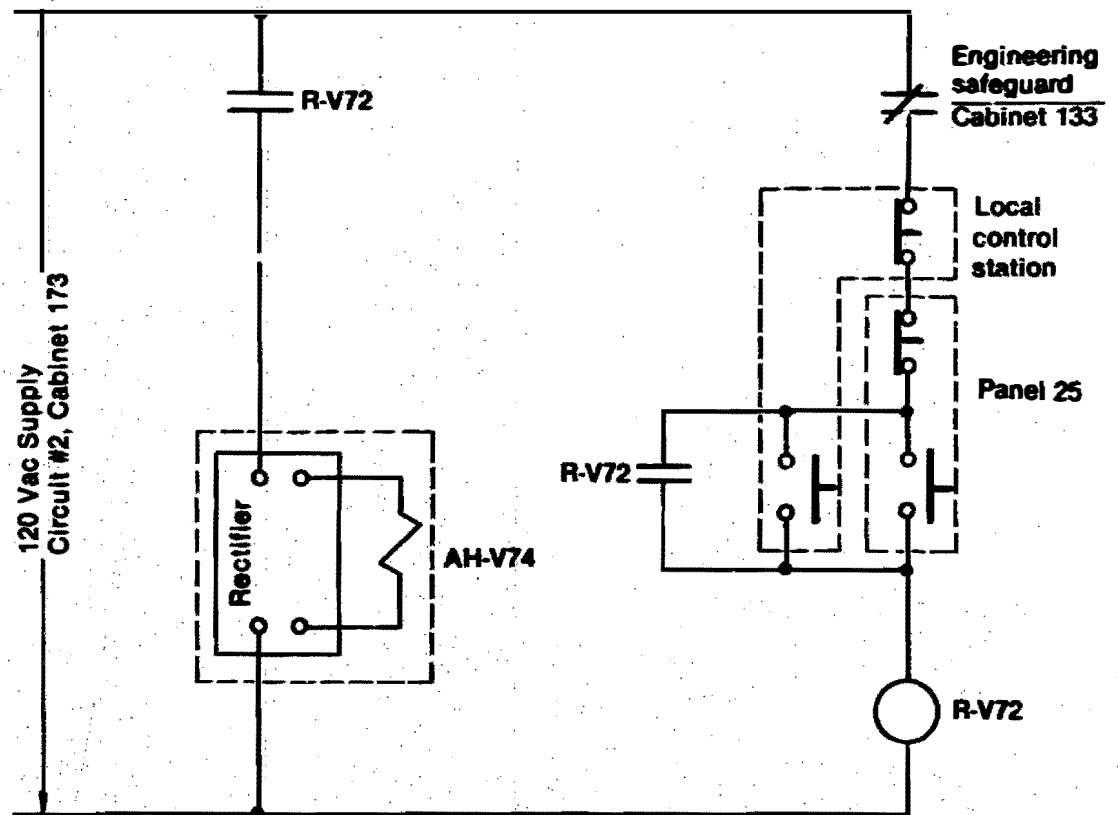 R-V72
Engineering
safeguard
Cabinet 133
Local
control
station
120 Vac Supply
Circuit #2, Cabinet 173
Panel 25
R-V72
Rectifier
AH-V74
R-V72